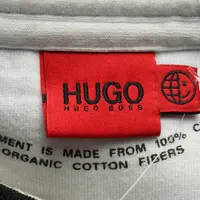 HUGO
HUGO BOSS
MENT IS MADE FROM 100% C
ORGANIC COTTON FIBERS